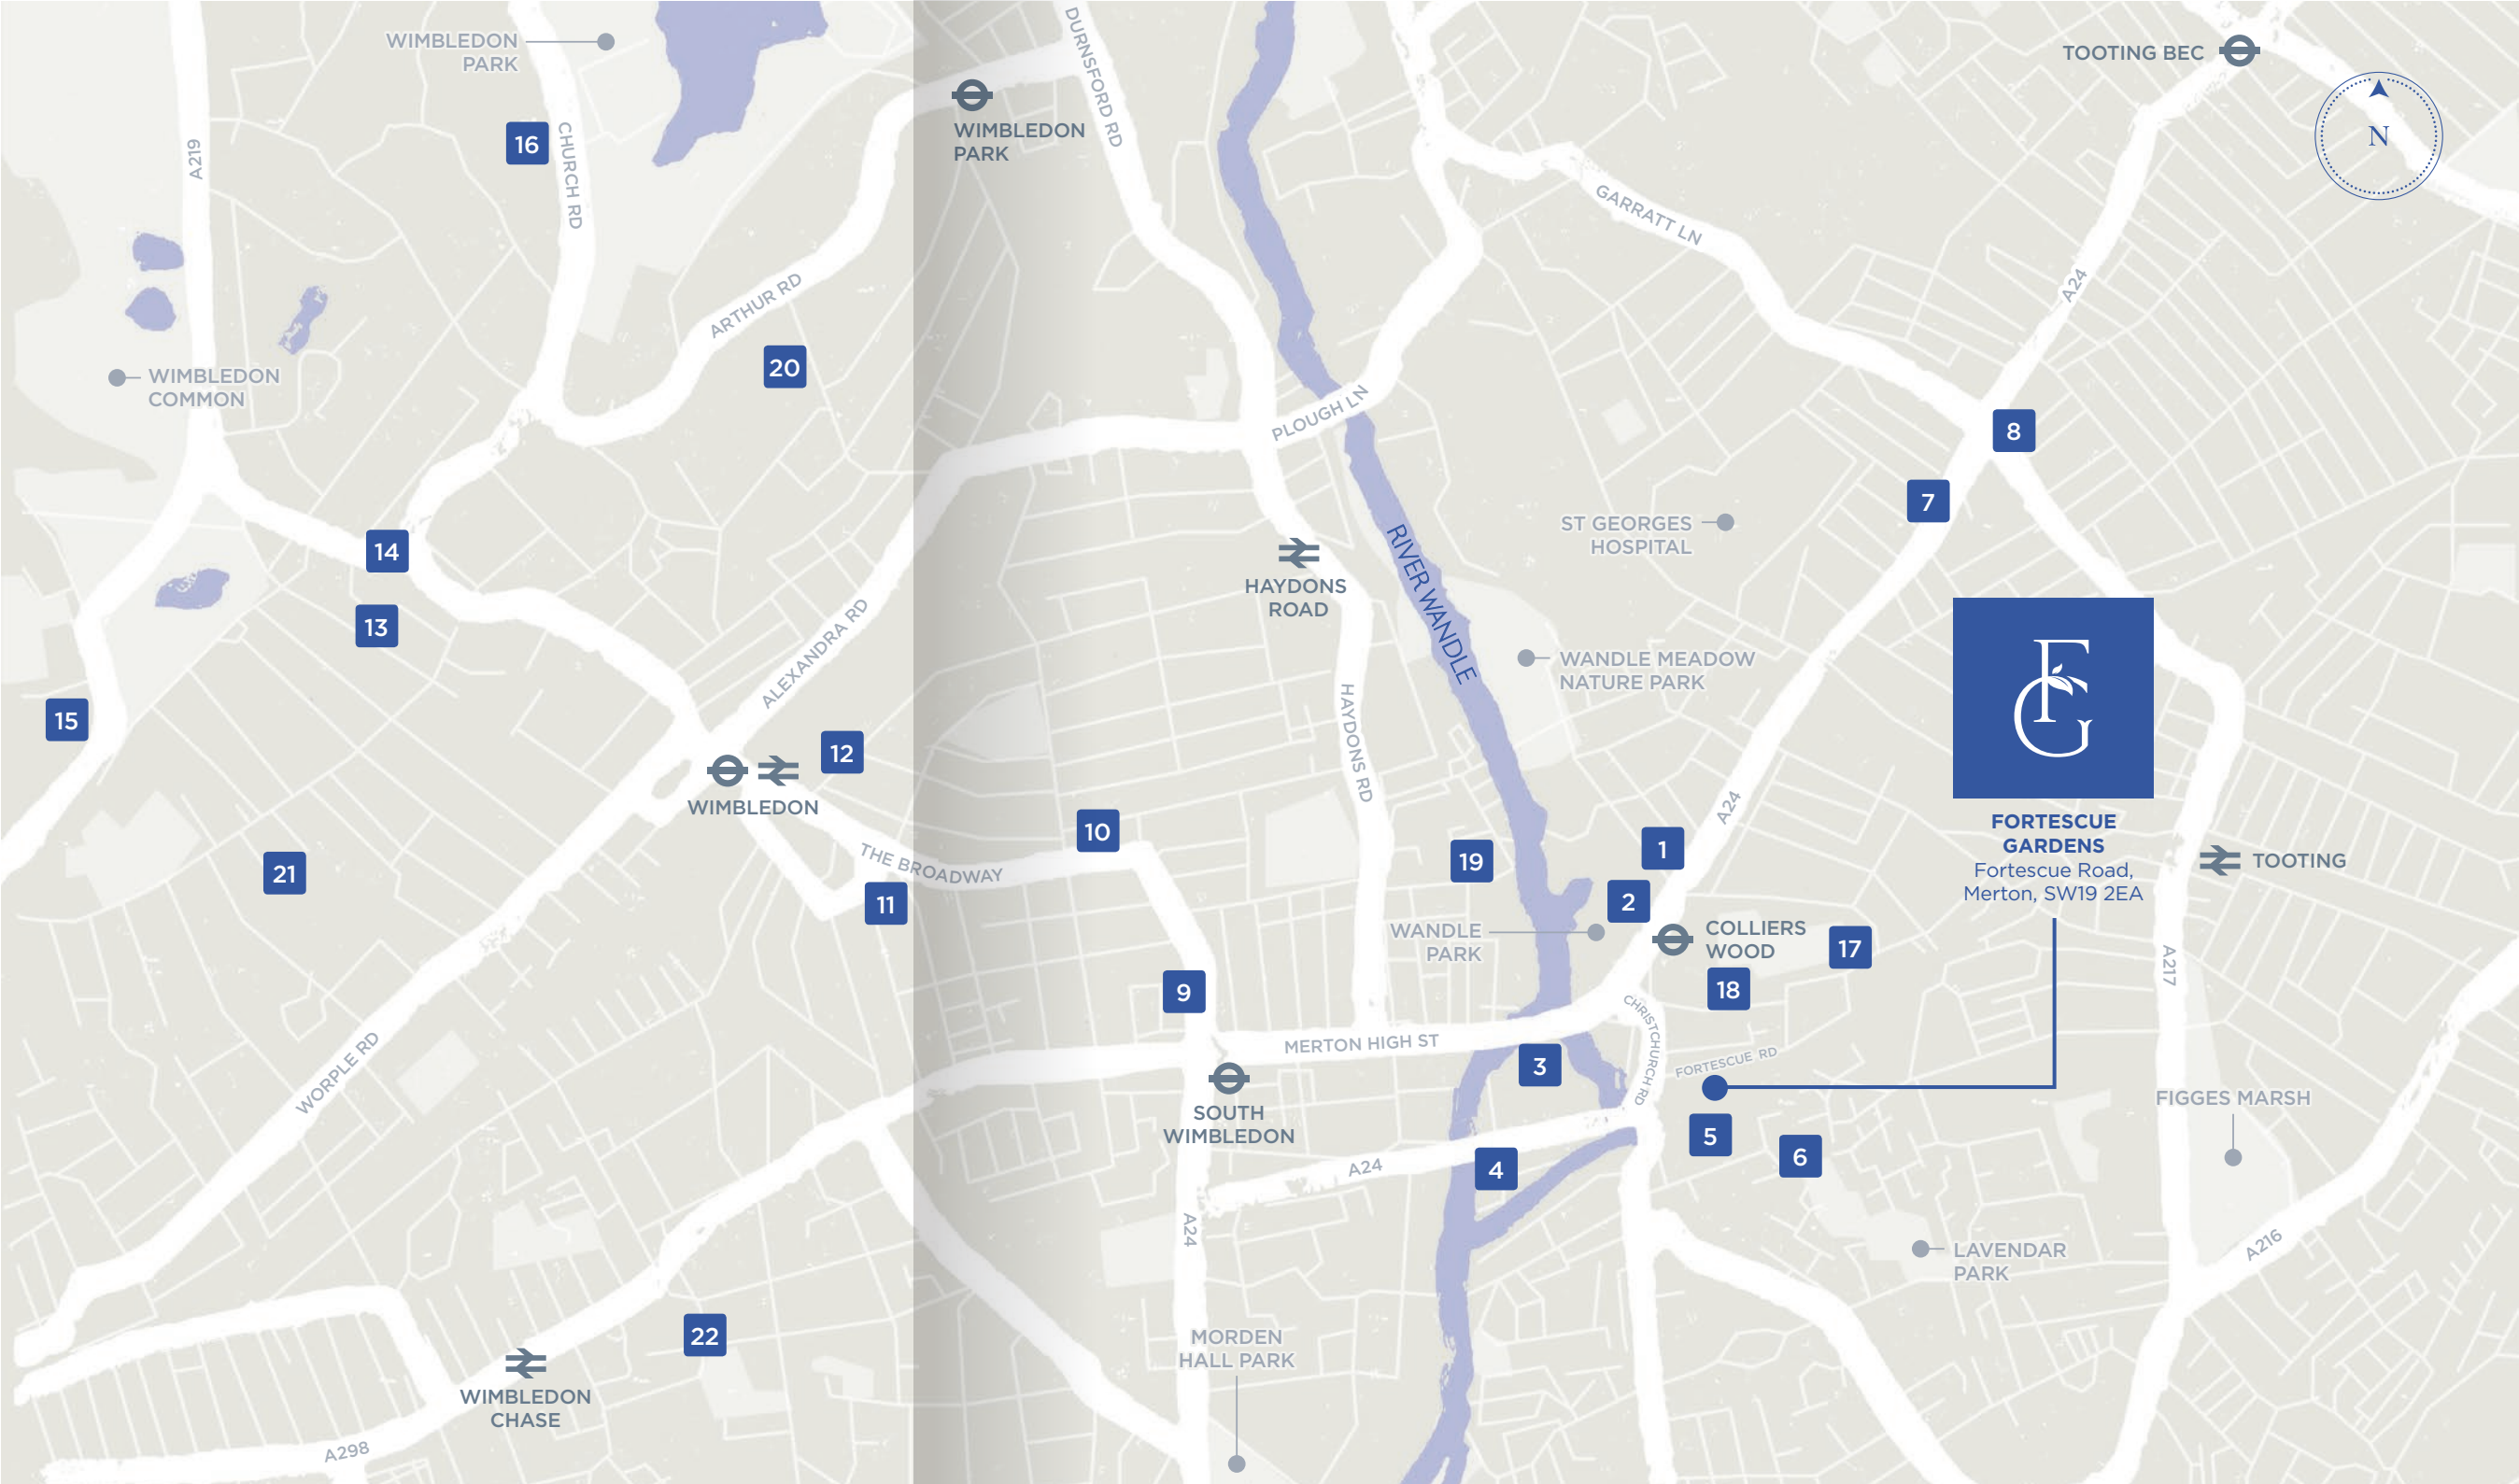 WIMBLEDON
PARK
A219
16
CHURCH RD
WIMBLEDON
PARK
DURNSFORD RD
TOOTING BEC
N
GARRATT LN
A24
ARTHUR RD
20
WIMBLEDON
COMMON
PLOUGH LN
8
7
ST GEORGES
HOSPITAL
14
13
HAYDONS
ROAD
RIVER WANDLE
WANDLE MEADOW
NATURE PARK
ALEXANDRA RD
15
12
WIMBLEDON
HAYDONS RD
FG
FORTESCUE
GARDENS
Fortescue Road,
Merton, SW19 2EA
A24
10
THE BROADWAY
11
21
19
1
2
TOOTING
WANDLE
PARK
COLLIERS
WOOD
17
18
9
A217
CHRISTCHURCH RD
MERTON HIGH ST
3
FORTESCUE RD
WORPLE RD
SOUTH
WIMBLEDON
FIGGES MARSH
5
6
4
A24
A24
LAVENDAR
PARK
A216
22
MORDEN
HALL PARK
WIMBLEDON
CHASE
A298